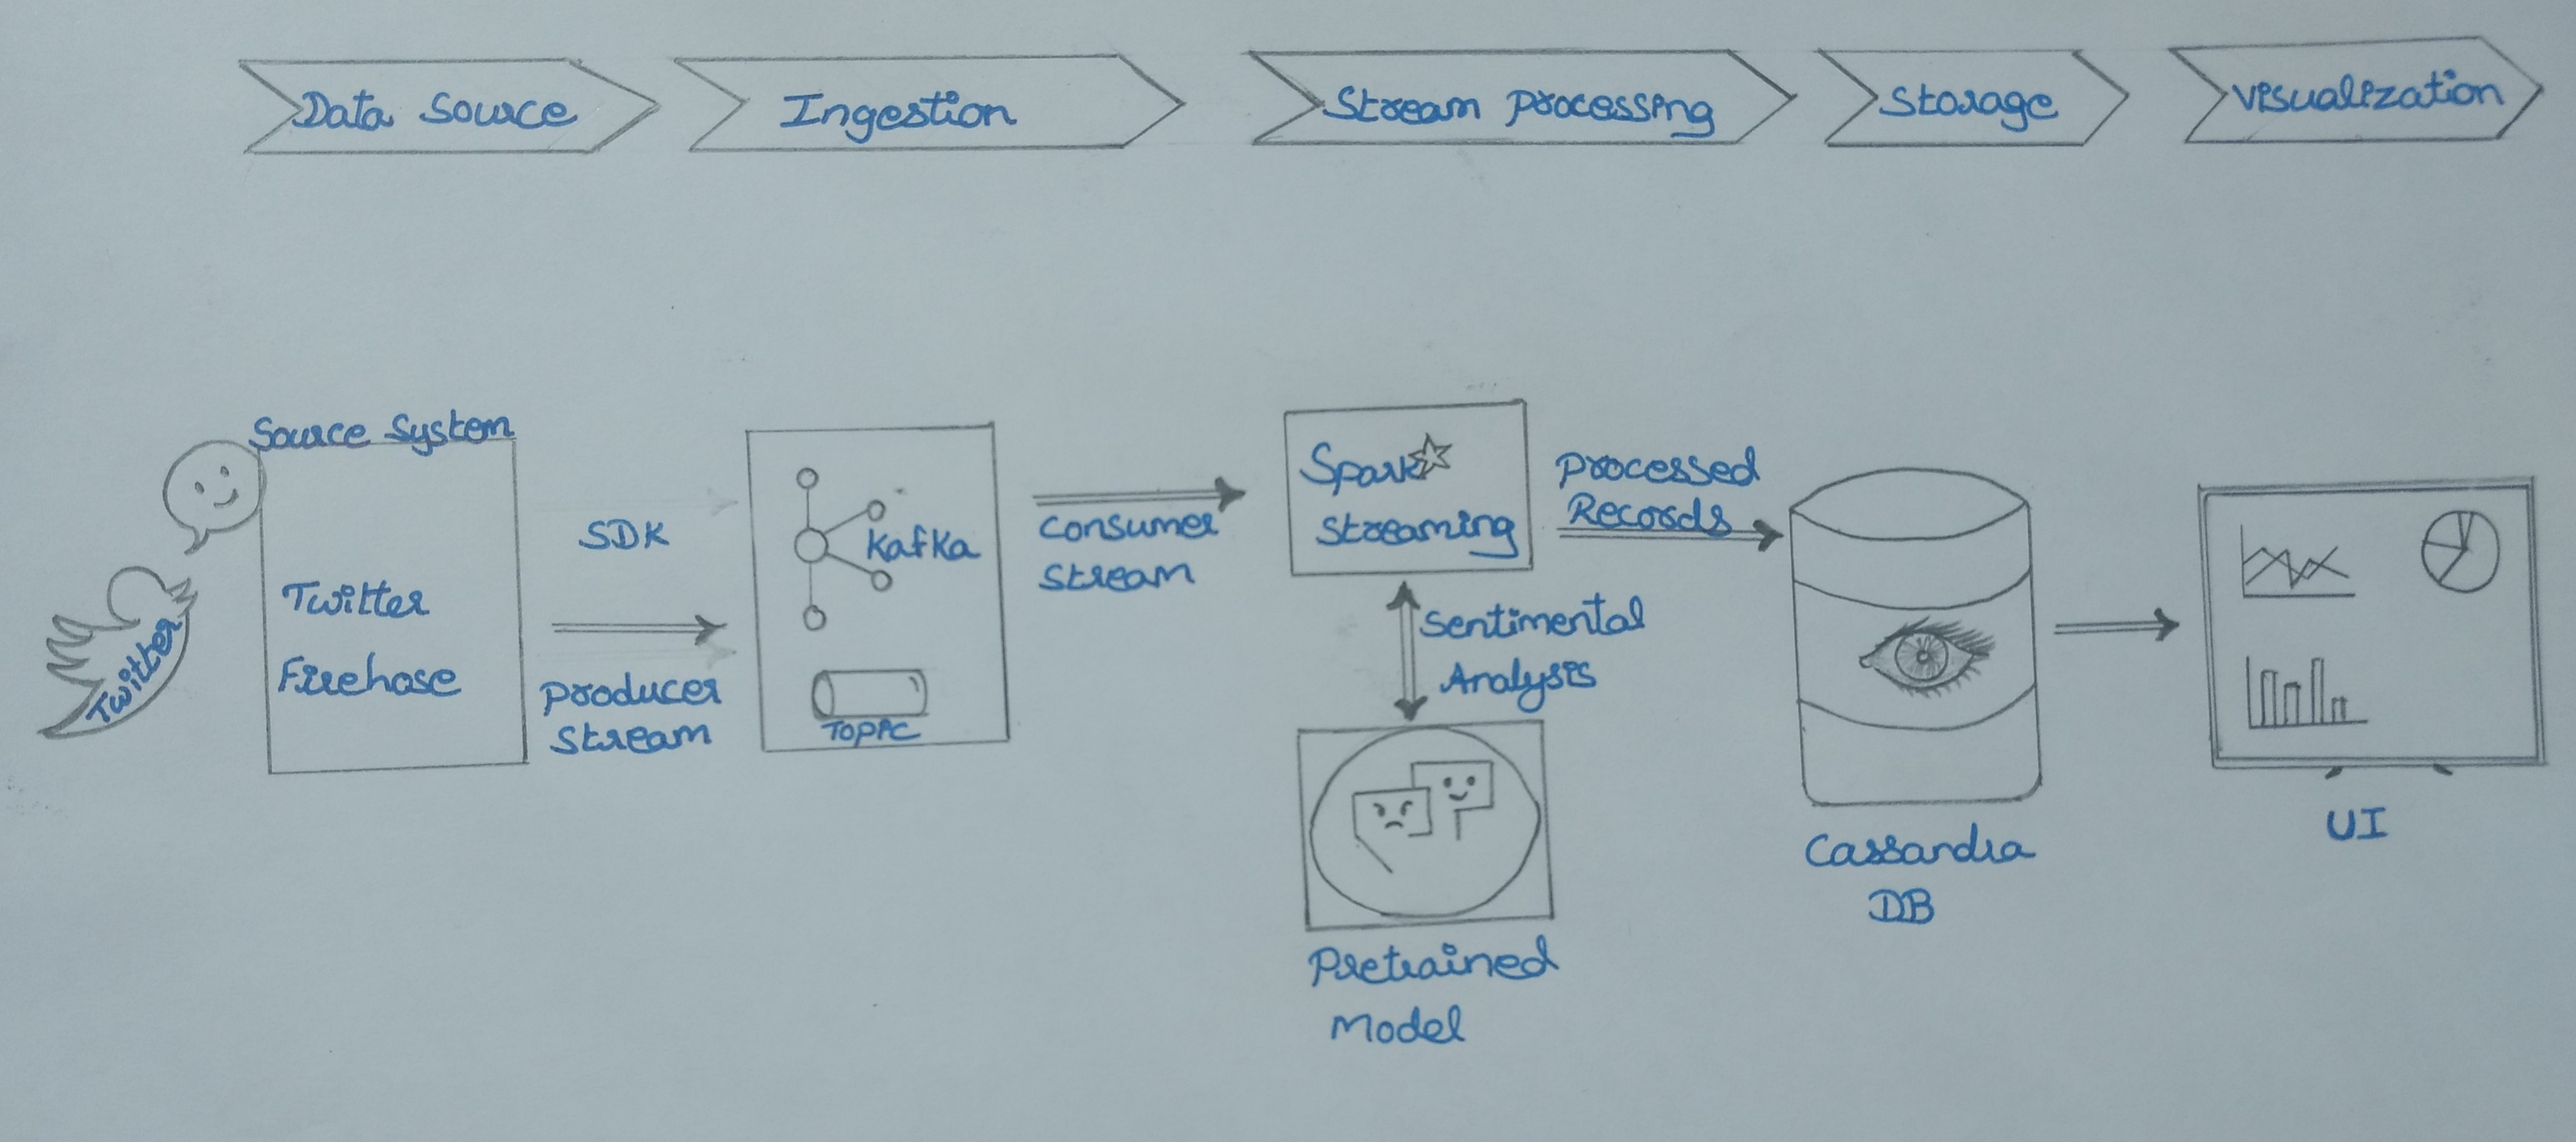 Data Source
Ingestion
Stream Processing
Storage
Visualization
Source System
Twitter
Twitter
Firehose
SDK
Producer
Stream
Kafka
Topic
Consumer
Stream
Spark
Streaming
Processed
Records
Sentimental
Analysis
Pretrained
Model
Cassandra
DB
UI